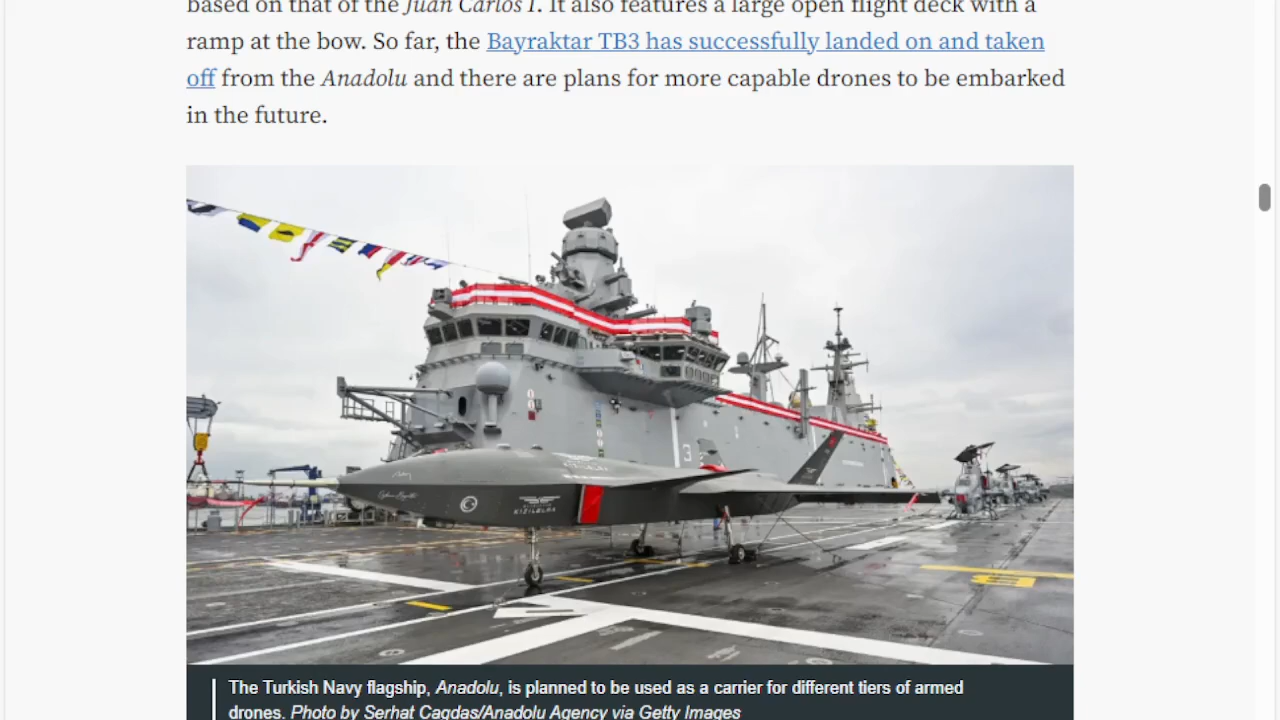 based on that of the Juan Carlos I. It also features a large open flight deck with a
ramp at the bow. So far, the Bayraktar TB3 has successfully landed on and taken
off from the Anadolu and there are plans for more capable drones to be embarked
in the future.
3
KIZILELMA
The Turkish Navy flagship, Anadolu, is planned to be used as a carrier for different tiers of armed
drones. Photo by Serhat Cagdas/Anadolu Agency via Getty Images